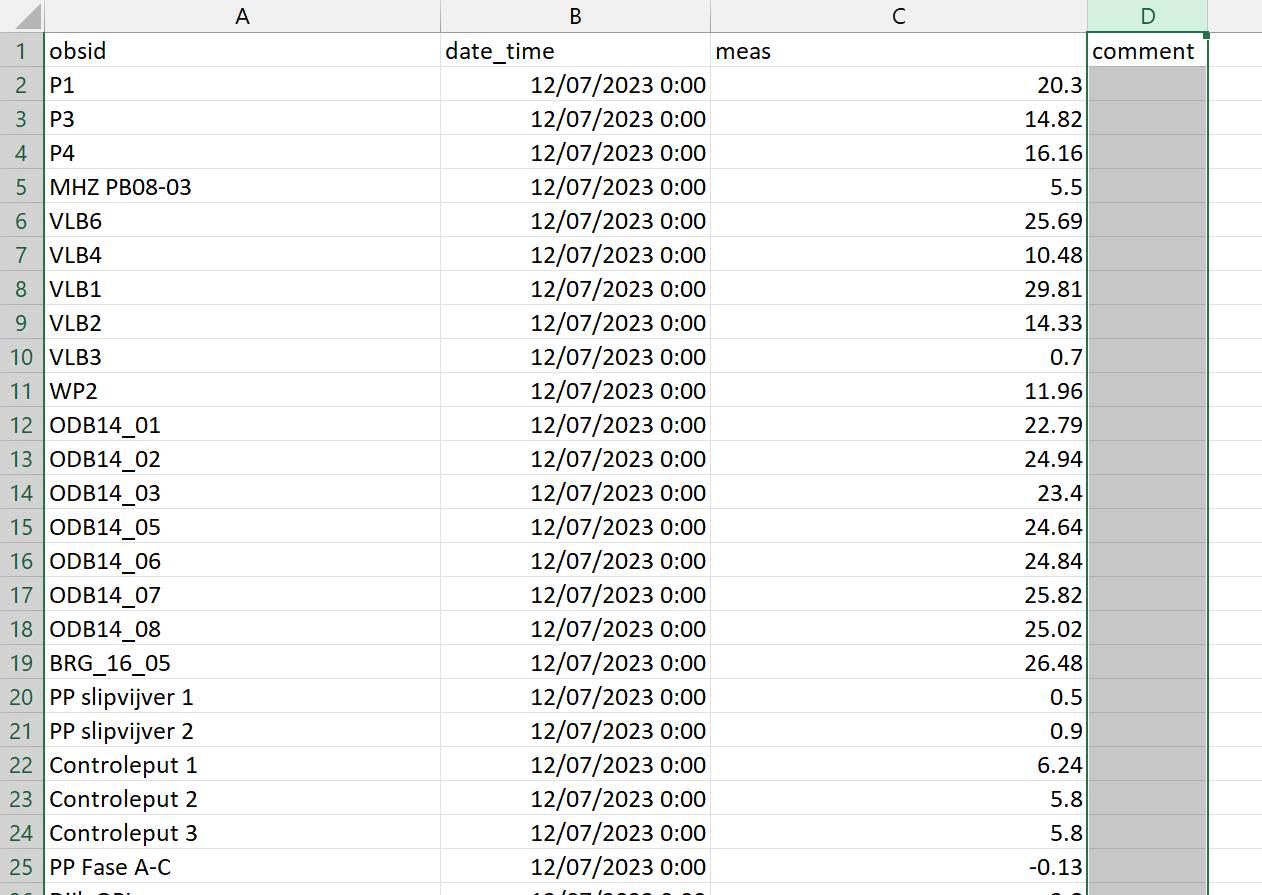 A B C D
1 obsid date_time meas comment
2 P1 12/07/2023 0:00 20.3
3 P3 12/07/2023 0:00 14.82
4 P4 12/07/2023 0:00 16.16
5 MHZ PB08-03 12/07/2023 0:00 5.5
6 VLB6 12/07/2023 0:00 25.69
7 VLB4 12/07/2023 0:00 10.48
8 VLB1 12/07/2023 0:00 29.81
9 VLB2 12/07/2023 0:00 14.33
10 VLB3 12/07/2023 0:00 0.7
11 WP2 12/07/2023 0:00 11.96
12 ODB14_01 12/07/2023 0:00 22.79
13 ODB14_02 12/07/2023 0:00 24.94
14 ODB14_03 12/07/2023 0:00 23.4
15 ODB14_05 12/07/2023 0:00 24.64
16 ODB14_06 12/07/2023 0:00 24.84
17 ODB14_07 12/07/2023 0:00 25.82
18 ODB14_08 12/07/2023 0:00 25.02
19 BRG_16_05 12/07/2023 0:00 26.48
20 PP slipvijver 1 12/07/2023 0:00 0.5
21 PP slipvijver 2 12/07/2023 0:00 0.9
22 Controleput 1 12/07/2023 0:00 6.24
23 Controleput 2 12/07/2023 0:00 5.8
24 Controleput 3 12/07/2023 0:00 5.8
25 PP Fase A-C 12/07/2023 0:00 -0.13